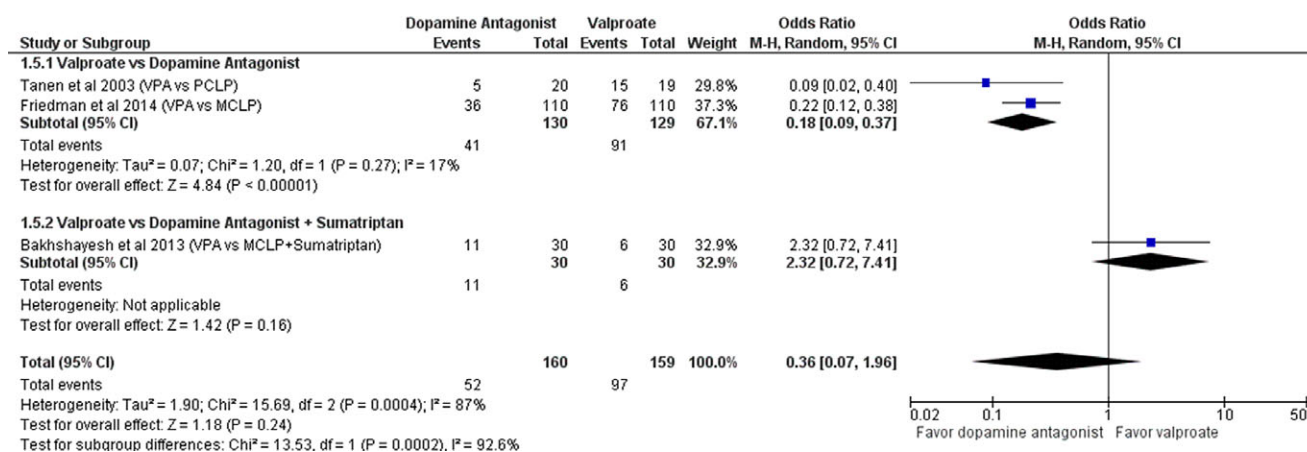 Dopamine Antagonist Valproate Odds Ratio Odds Ratio
Study or Subgroup Events Total Events Total Weight M-H, Random, 95% CI M-H, Random, 95% CI
1.5.1 Valproate vs Dopamine Antagonist
Tanen et al 2003 (VPA vs PCLP) 5 20 15 19 29.8% 0.09 [0.02, 0.40]
Friedman et al 2014 (VPA vs MCLP) 36 110 76 110 37.3% 0.22 [0.12, 0.38]
Subtotal (95% CI) 130 129 67.1% 0.18 [0.09, 0.37]
Total events 41 91
Heterogeneity: Tau² = 0.07; Chi² = 1.20, df = 1 (P = 0.27); I² = 17%
Test for overall effect: Z = 4.84 (P < 0.00001)
1.5.2 Valproate vs Dopamine Antagonist + Sumatriptan
Bakhshayesh et al 2013 (VPA vs MCLP+Sumatriptan) 11 30 6 30 32.9% 2.32 [0.72, 7.41]
Subtotal (95% CI) 30 30 32.9% 2.32 [0.72, 7.41]
Total events 11 6
Heterogeneity: Not applicable
Test for overall effect: Z = 1.42 (P = 0.16)
Total (95% CI) 160 159 100.0% 0.36 [0.07, 1.96]
Total events 52 97
Heterogeneity: Tau² = 1.90; Chi² = 15.69, df = 2 (P = 0.0004); I² = 87%
Test for overall effect: Z = 1.18 (P = 0.24)
Test for subgroup differences: Chi² = 13.53, df = 1 (P = 0.0002), I² = 92.6%
0.02 0.1 1 10 50
Favor dopamine antagonist Favor valproate